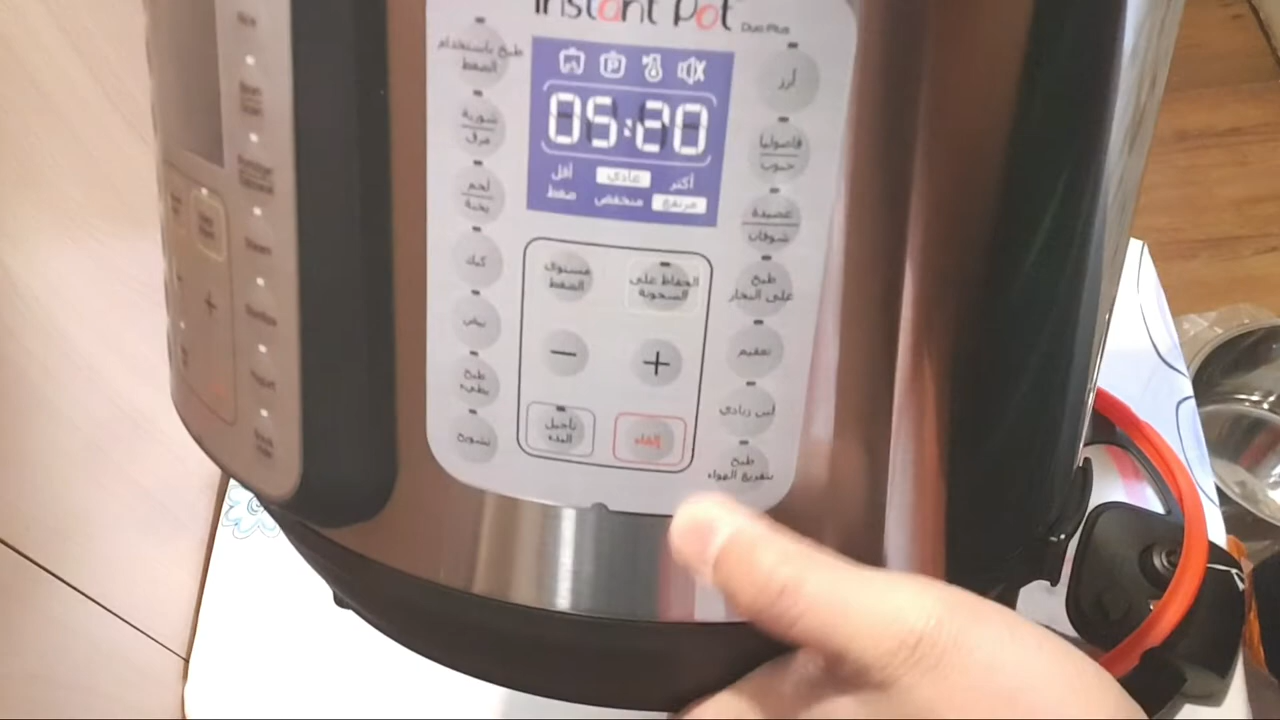 Instant Pot
Duo Plus
05:20
أقل
عادي
أكثر
ضغط
منخفض
مرتفع
طبخ باستخدام
الضغط
شوربة
مرق
لحم
يخنة
كيك
بيض
طبخ
بطيء
تشويح
أرز
فاصوليا
حبوب
عصيدة
شوفان
طبخ
على البخار
تعقيم
لبن زبادي
طبخ
بتفريغ الهواء
مستوى
الضغط
الحفاظ على
السخونة
−
+
تأجيل
البدء
إلغاء